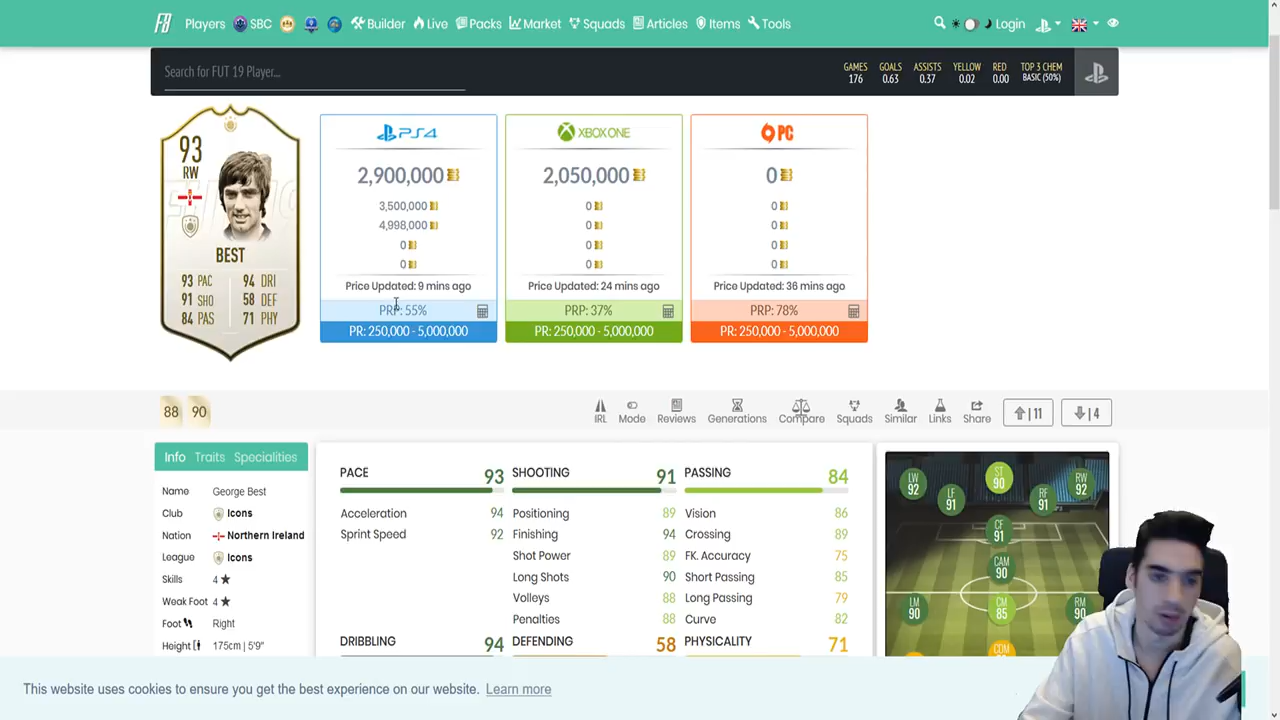 F8 Players SBC Builder Live Packs Market Squads Articles Items Tools Login
Search for FUT 19 Player...
GAMES GOALS ASSISTS YELLOW RED TOP 3 CHEM
176 0.63 0.37 0.02 0.00 BASIC (50%)
93
RW
BEST
93 PAC 94 DRI
91 SHO 58 DEF
84 PAS 71 PHY
PS4
2,900,000
3,500,000
4,998,000
0
0
Price Updated: 9 mins ago
PRP: 55%
PR: 250,000 - 5,000,000
XBOX ONE
2,050,000
0
0
0
0
Price Updated: 24 mins ago
PRP: 37%
PR: 250,000 - 5,000,000
PC
0
0
0
0
0
Price Updated: 36 mins ago
PRP: 78%
PR: 250,000 - 5,000,000
88 90
IRL Mode Reviews Generations Compare Squads Similar Links Share | 11 | 4
Info Traits Specialities
Name George Best
Club Icons
Nation Northern Ireland
League Icons
Skills 4
Weak Foot 4
Foot Right
Height 175cm | 5'9"
PACE 93
Acceleration 94
Sprint Speed 92
SHOOTING 91
Positioning 89
Finishing 94
Shot Power 89
Long Shots 90
Volleys 88
Penalties 88
PASSING 84
Vision 86
Crossing 89
FK. Accuracy 75
Short Passing 85
Long Passing 79
Curve 82
DRIBBLING 94
DEFENDING 58
PHYSICALITY 71
LW 92
LF 91
ST 90
RF 91
RW 92
CF 91
CAM 90
LM 90
CM 85
RM 90
CDM
This website uses cookies to ensure you get the best experience on our website. Learn more